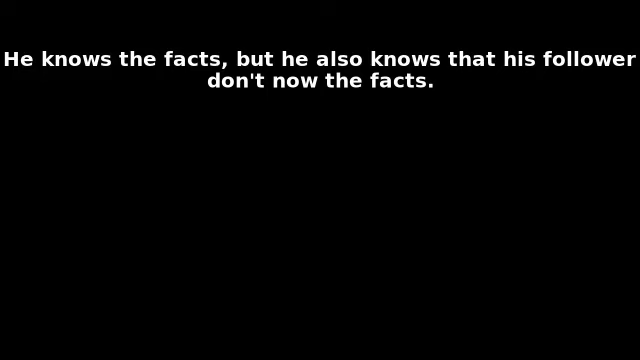 He knows the facts, but he also knows that his follower
don't now the facts.